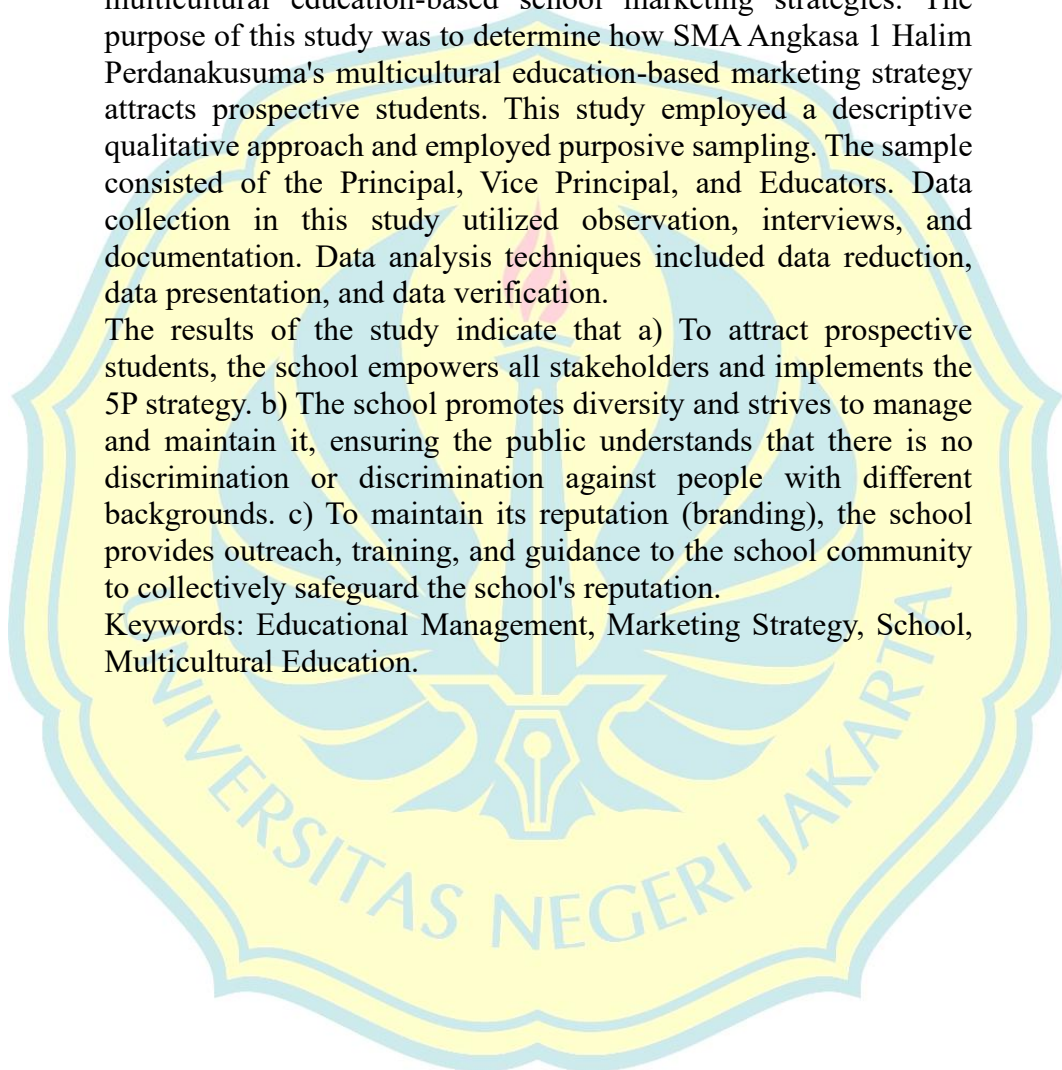 multicultural education-based school marketing strategies. The
purpose of this study was to determine how SMA Angkasa 1 Halim
Perdanakusuma's multicultural education-based marketing strategy
attracts prospective students. This study employed a descriptive
qualitative approach and employed purposive sampling. The sample
consisted of the Principal, Vice Principal, and Educators. Data
collection in this study utilized observation, interviews, and
documentation. Data analysis techniques included data reduction,
data presentation, and data verification.
The results of the study indicate that a) To attract prospective
students, the school empowers all stakeholders and implements the
5P strategy. b) The school promotes diversity and strives to manage
and maintain it, ensuring the public understands that there is no
discrimination or discrimination against people with different
backgrounds. c) To maintain its reputation (branding), the school
provides outreach, training, and guidance to the school community
to collectively safeguard the school's reputation.
Keywords: Educational Management, Marketing Strategy, School,
Multicultural Education.
UNIVERSITAS NEGERI JAKARTA